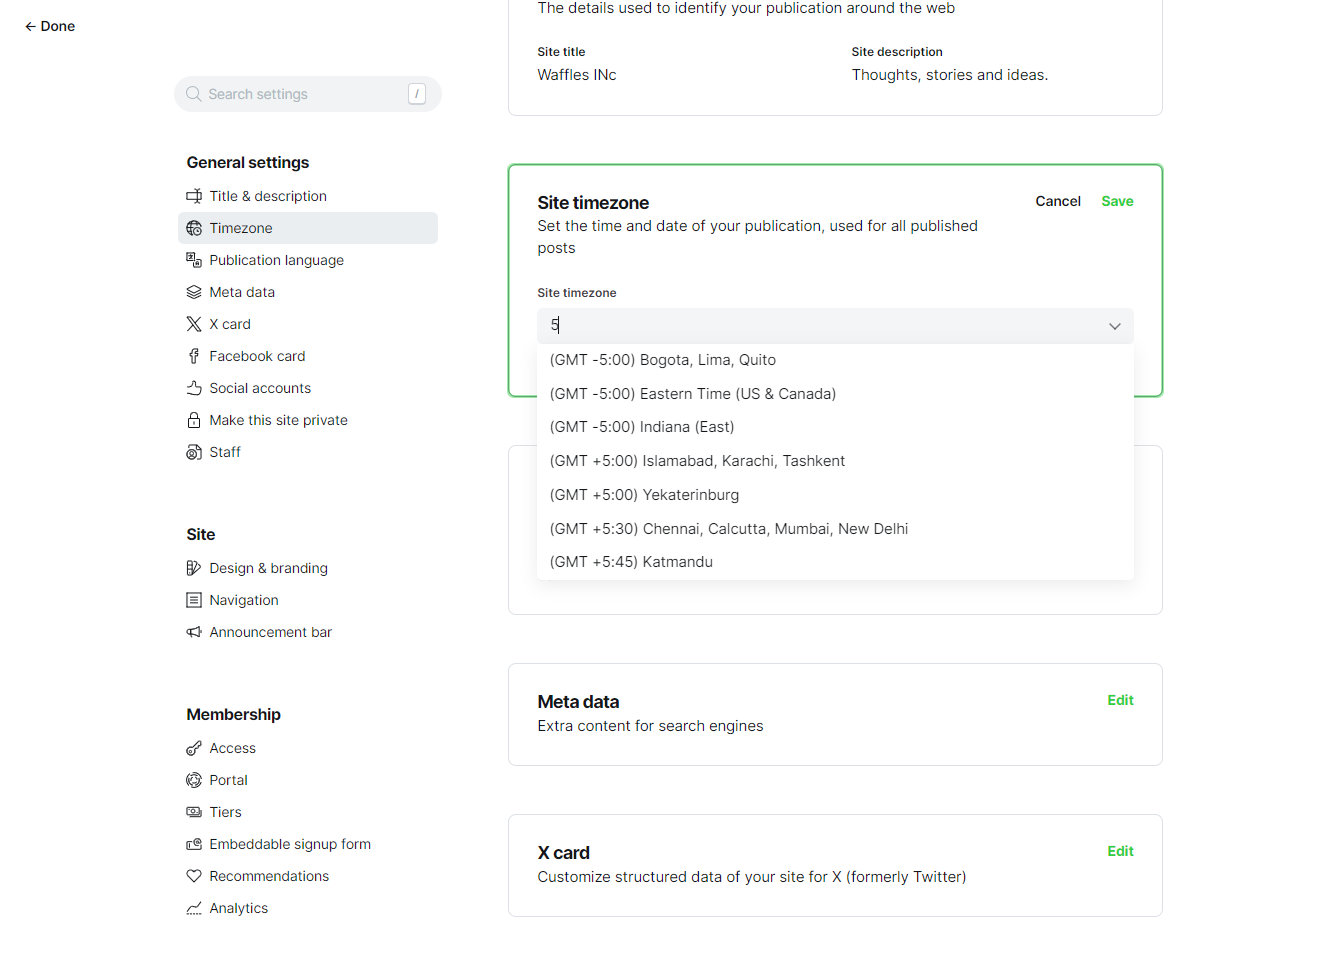 ← Done
Search settings
/
General settings
Title & description
Timezone
Publication language
Meta data
X card
Facebook card
Social accounts
Make this site private
Staff
Site
Design & branding
Navigation
Announcement bar
Membership
Access
Portal
Tiers
Embeddable signup form
Recommendations
Analytics
The details used to identify your publication around the web
Site title
Waffles INc
Site description
Thoughts, stories and ideas.
Site timezone
Cancel
Save
Set the time and date of your publication, used for all published
posts
Site timezone
5
(GMT -5:00) Bogota, Lima, Quito
(GMT -5:00) Eastern Time (US & Canada)
(GMT -5:00) Indiana (East)
(GMT +5:00) Islamabad, Karachi, Tashkent
(GMT +5:00) Yekaterinburg
(GMT +5:30) Chennai, Calcutta, Mumbai, New Delhi
(GMT +5:45) Katmandu
Meta data
Edit
Extra content for search engines
X card
Edit
Customize structured data of your site for X (formerly Twitter)